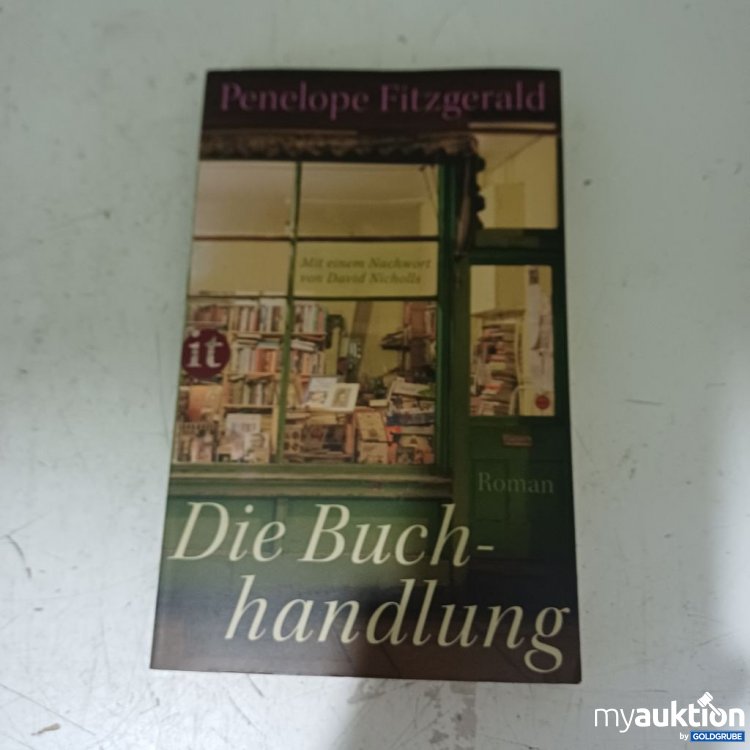 Penelope Fitzgerald
Mit einem Nachwort
von David Nicholls
it
Roman
Die Buch-
handlung
myauktion
by GOLDGRUBE